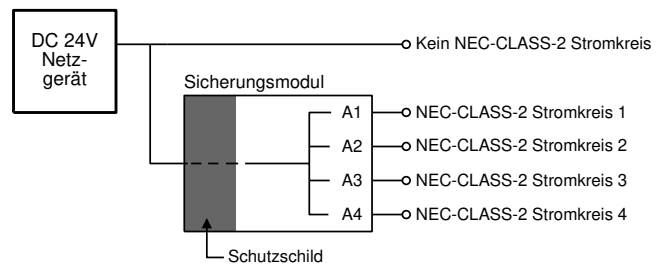 DC 24V
Netz-
gerät
Kein NEC-CLASS-2 Stromkreis
Sicherungsmodul
A1 NEC-CLASS-2 Stromkreis 1
A2 NEC-CLASS-2 Stromkreis 2
A3 NEC-CLASS-2 Stromkreis 3
A4 NEC-CLASS-2 Stromkreis 4
Schutzschild